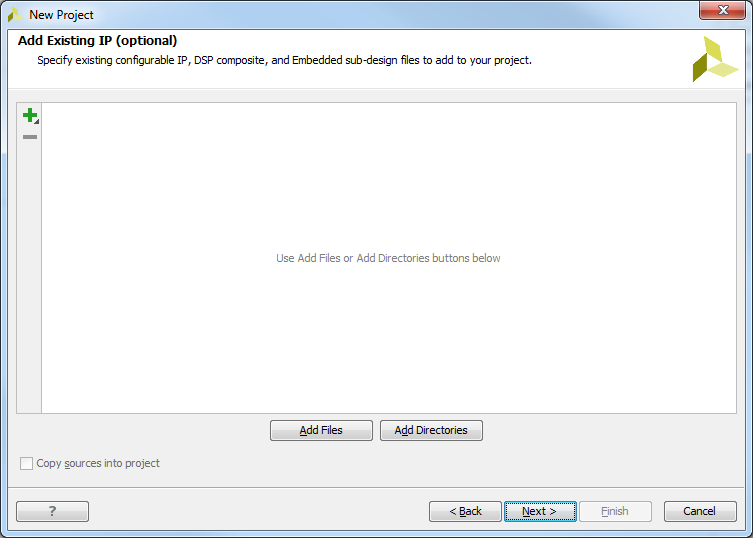 New Project
Add Existing IP (optional)
Specify existing configurable IP, DSP composite, and Embedded sub-design files to add to your project.
Use Add Files or Add Directories buttons below
Add Files
Add Directories
Copy sources into project
?
< Back
Next >
Finish
Cancel